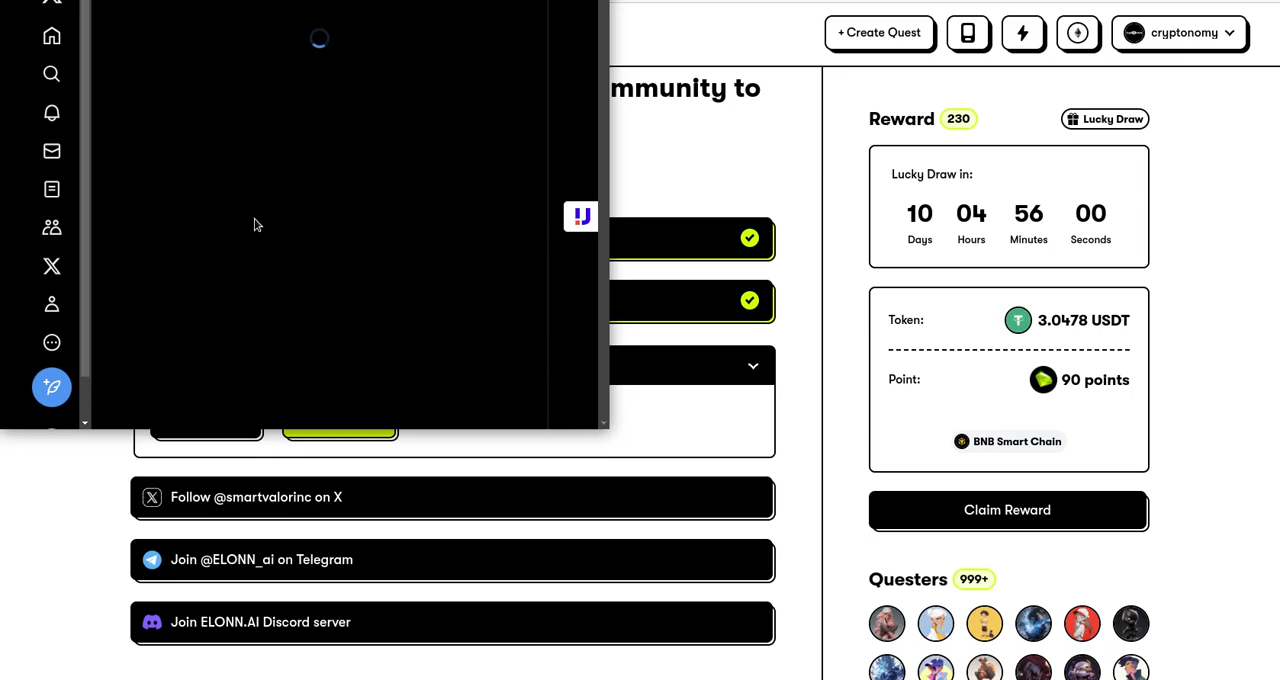 + Create Quest
cryptonomy
mmunity to
Reward 230
Lucky Draw
Lucky Draw in:
10 04 56 00
Days Hours Minutes Seconds
Token: 3.0478 USDT
Point: 90 points
BNB Smart Chain
Claim Reward
Follow @smartvalorinc on X
Join @ELONN_ai on Telegram
Join ELONN.AI Discord server
Questers 999+